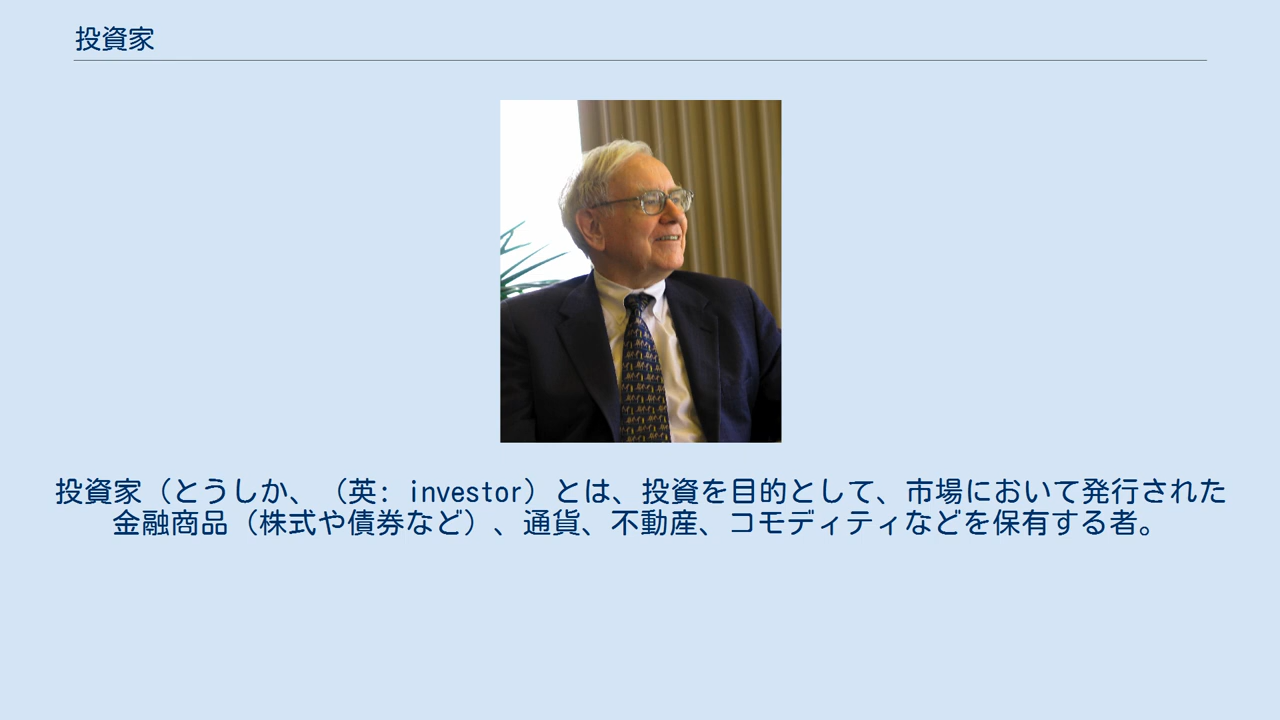 投資家
投資家（とうしか、（英: investor）とは、投資を目的として、市場において発行された
金融商品（株式や債券など）、通貨、不動産、コモディティなどを保有する者。